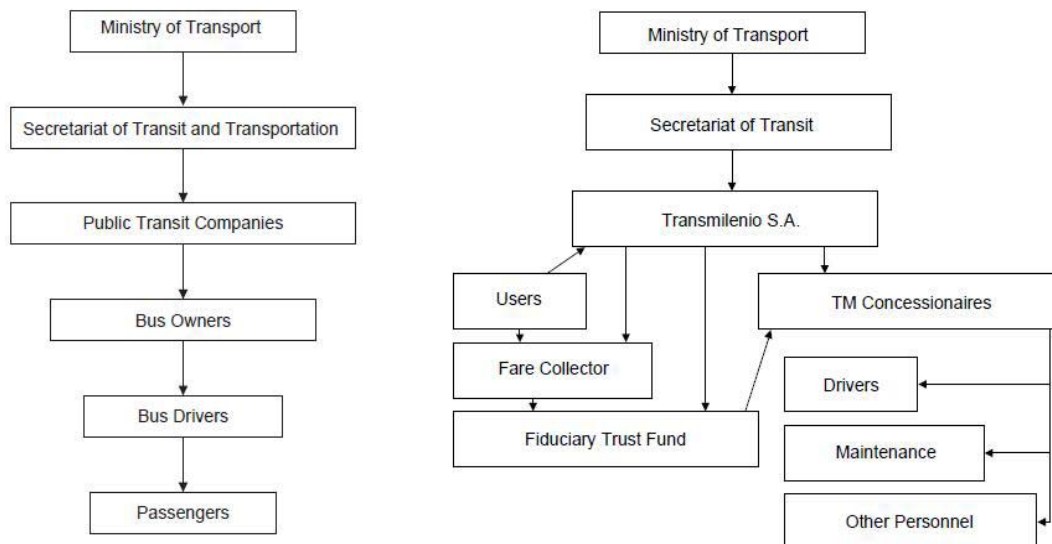 Ministry of Transport
Secretariat of Transit and Transportation
Public Transit Companies
Bus Owners
Bus Drivers
Passengers
Ministry of Transport
Secretariat of Transit
Transmilenio S.A.
Users
TM Concessionaires
Fare Collector
Drivers
Fiduciary Trust Fund
Maintenance
Other Personnel